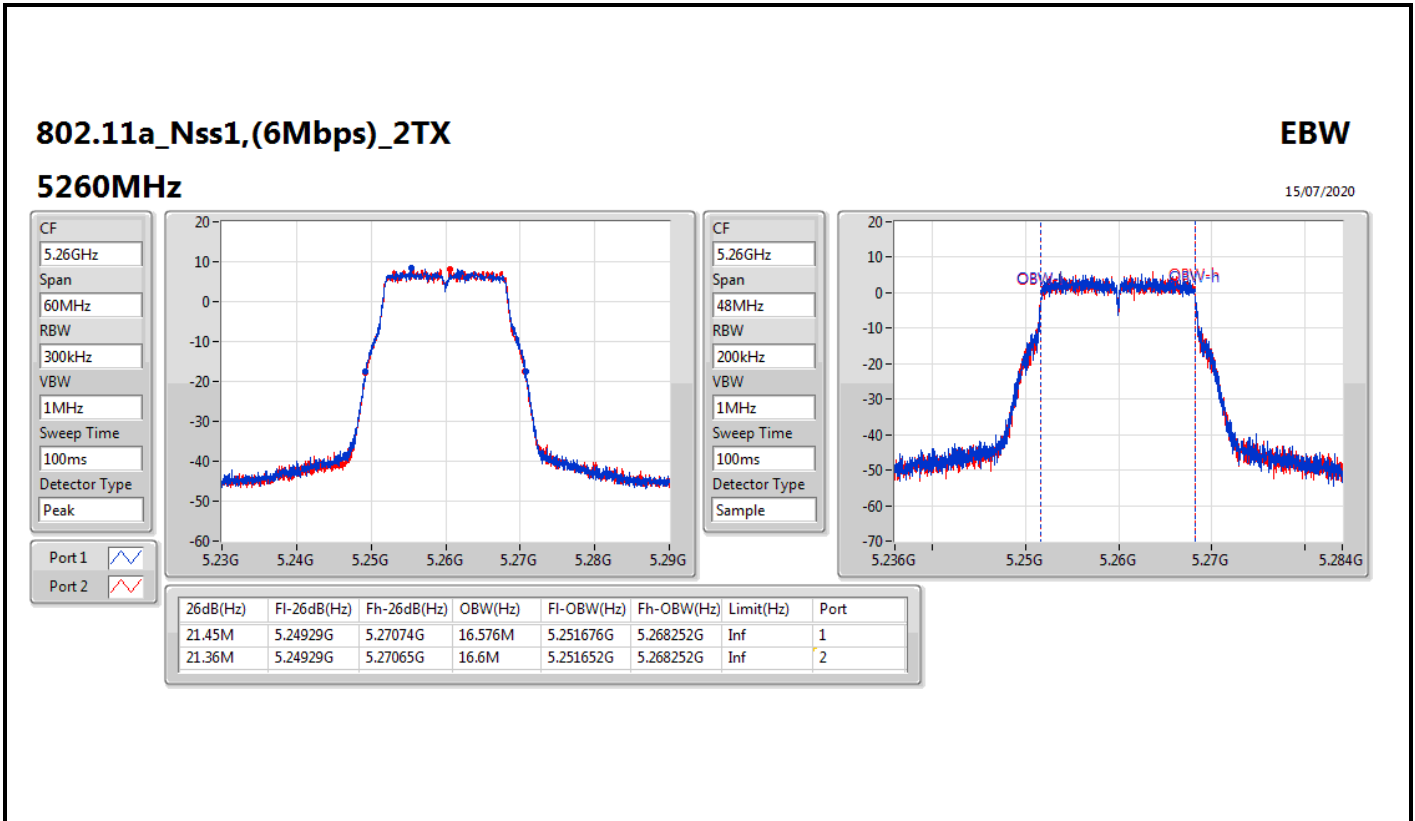 802.11a_Nss1,(6Mbps)_2TX
EBW
5260MHz
15/07/2020
CF
5.26GHz
Span
60MHz
RBW
300kHz
VBW
1MHz
Sweep Time
100ms
Detector Type
Peak
Port 1
Port 2
20
10
0
-10
-20
-30
-40
-50
-60
5.23G 5.24G 5.25G 5.26G 5.27G 5.28G 5.29G
CF
5.26GHz
Span
48MHz
RBW
200kHz
VBW
1MHz
Sweep Time
100ms
Detector Type
Sample
20
10
0
-10
-20
-30
-40
-50
-60
-70
OBW-l OBW-h
5.236G 5.25G 5.26G 5.27G 5.284G
26dB(Hz) Fl-26dB(Hz) Fh-26dB(Hz) OBW(Hz) Fl-OBW(Hz) Fh-OBW(Hz) Limit(Hz) Port
21.45M 5.24929G 5.27074G 16.576M 5.251676G 5.268252G Inf 1
21.36M 5.24929G 5.27065G 16.6M 5.251652G 5.268252G Inf 2